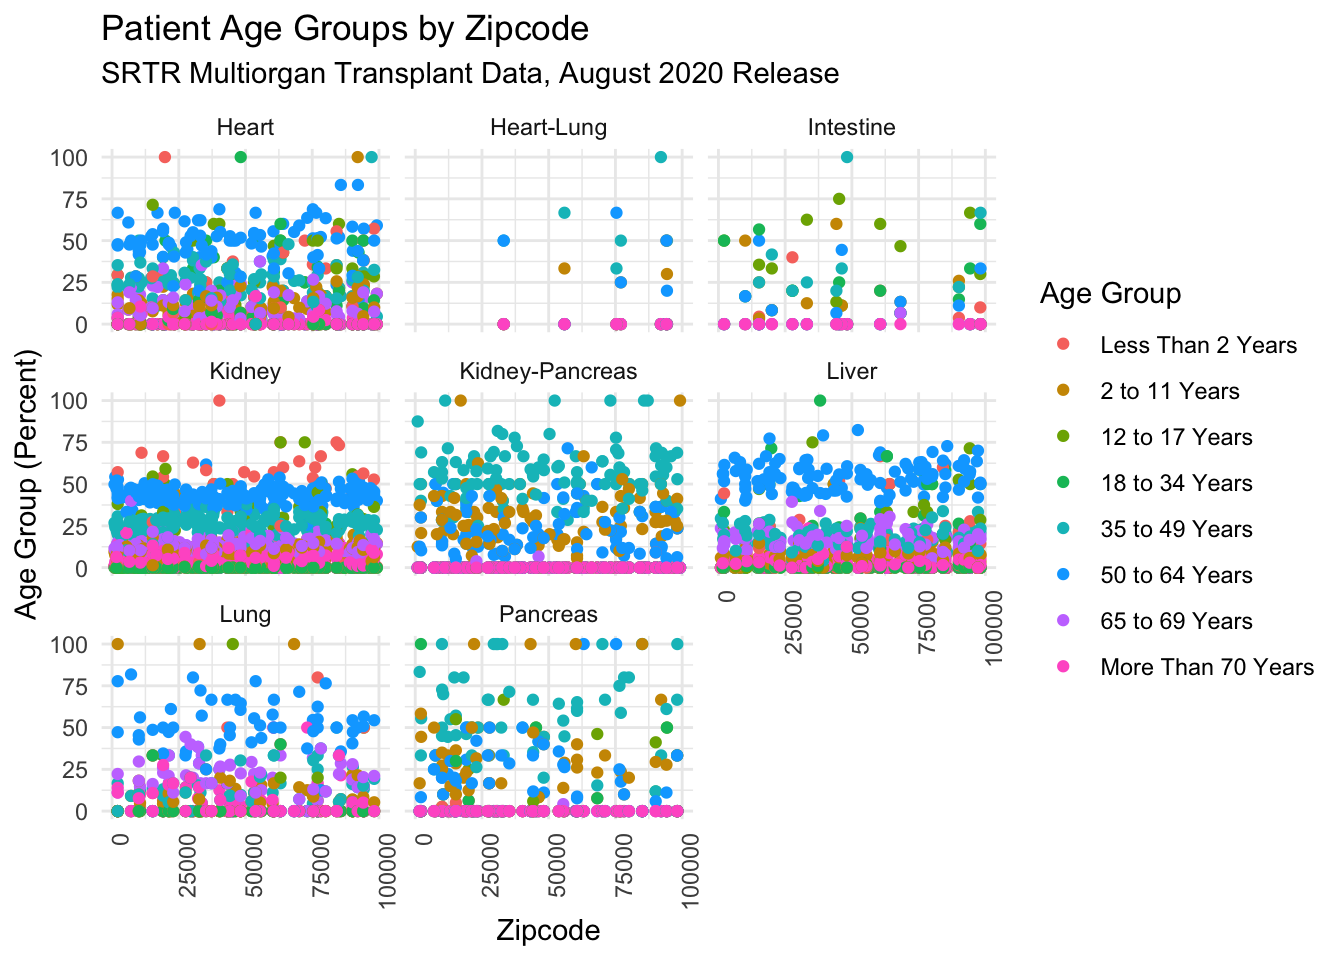 Patient Age Groups by Zipcode
SRTR Multiorgan Transplant Data, August 2020 Release
Heart
Heart-Lung
Intestine
100
75
50
25
0
Kidney
Kidney-Pancreas
Liver
100
75
50
25
0
0
25000
50000
75000
100000
Lung
Pancreas
100
75
50
25
0
0
25000
50000
75000
100000
0
25000
50000
75000
100000
Age Group (Percent)
Zipcode
Age Group
Less Than 2 Years
2 to 11 Years
12 to 17 Years
18 to 34 Years
35 to 49 Years
50 to 64 Years
65 to 69 Years
More Than 70 Years